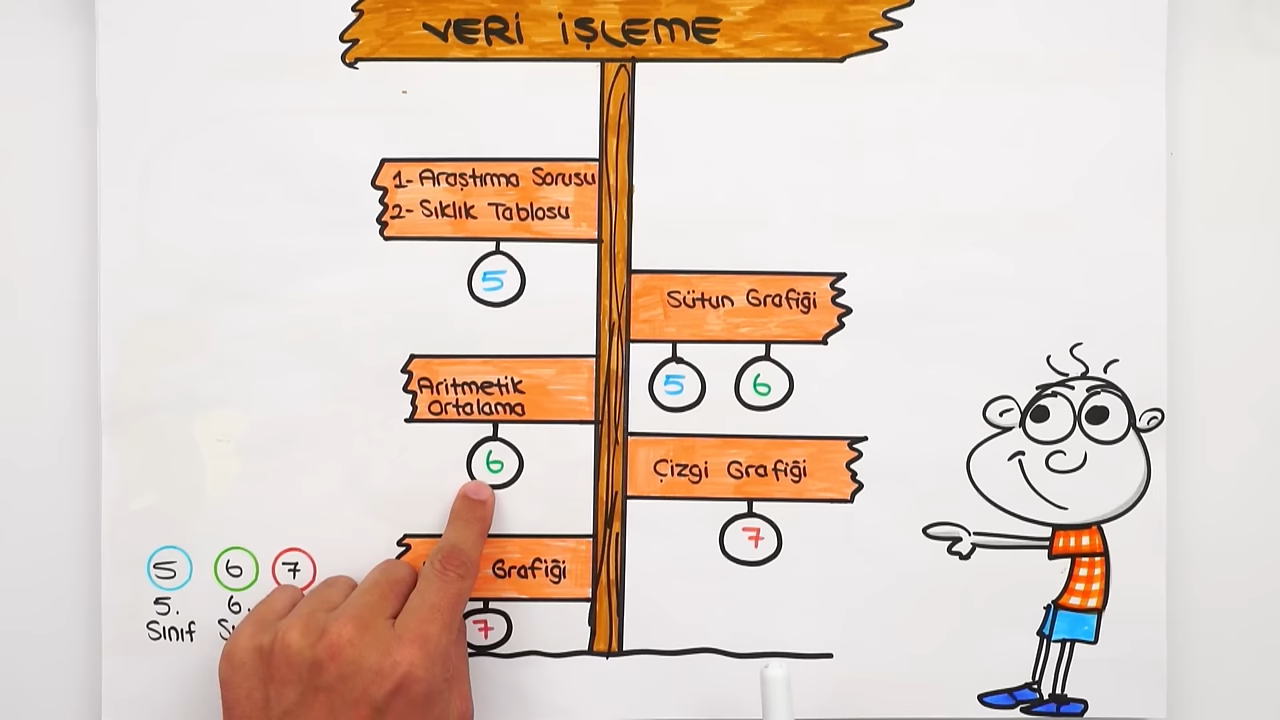 VERİ İŞLEME
1- Araştırma Sorusu
2- Sıklık Tablosu
5
Sütun Grafiği
5 6
Aritmetik
Ortalama
6
Çizgi Grafiği
7
Grafiği
7
5 6 7
5. 6.
Sınıf